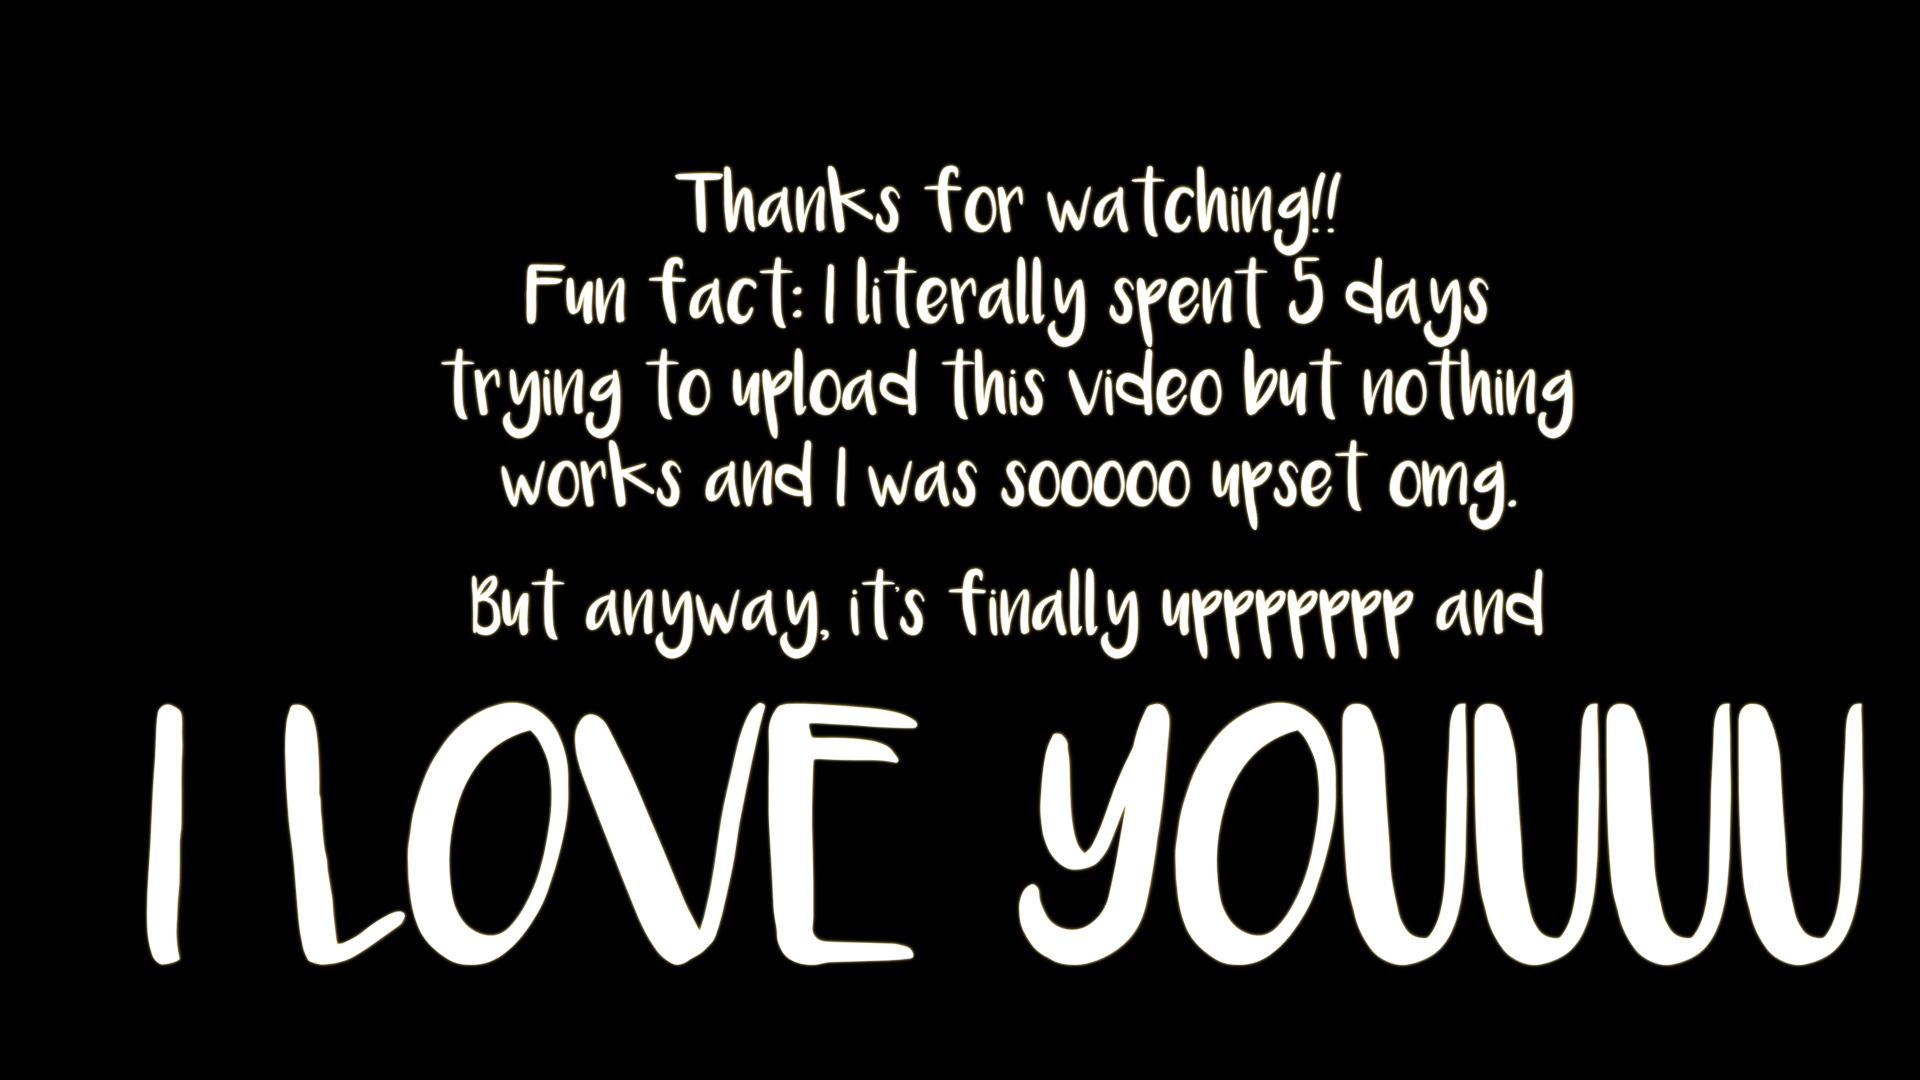 Thanks for watching!!
Fun fact: I literally spent 5 days
trying to upload this video but nothing
works and I was sooooo upset omg.
But anyway, it's finally upppppppp and
I LOVE YOUUUU